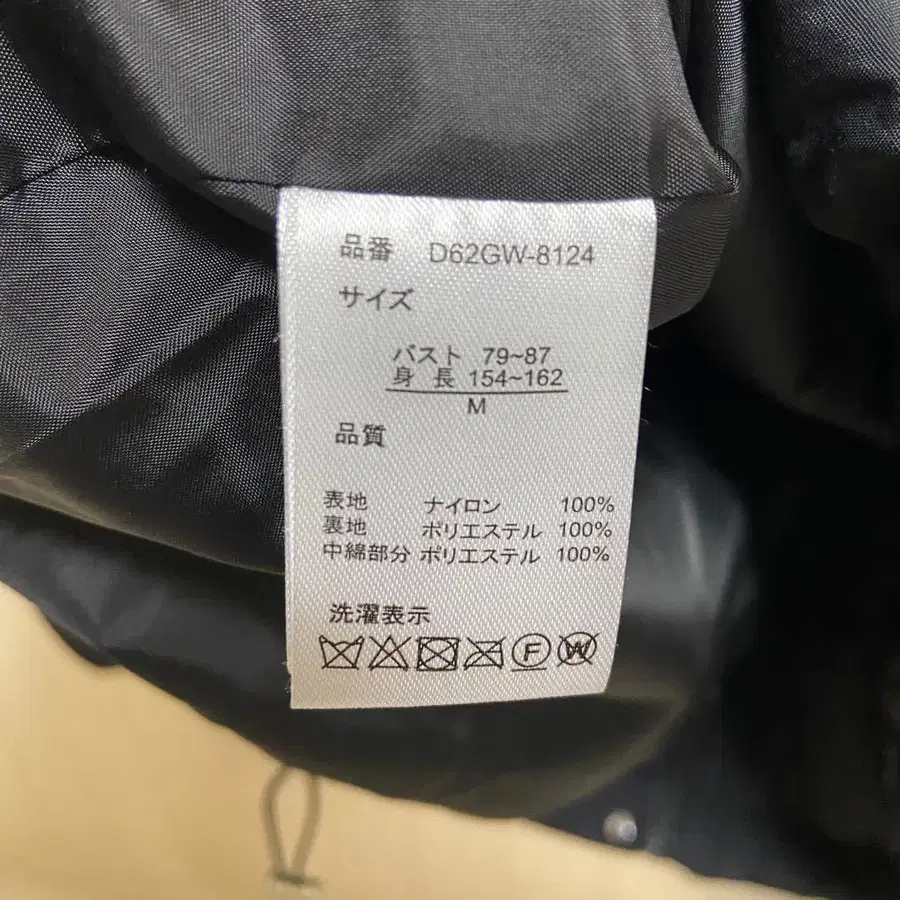 品番 D62GW-8124
サイズ
バスト 79~87
身長 154~162
M
品質
表地 ナイロン 100%
裏地 ポリエステル 100%
中綿部分 ポリエステル 100%
洗濯表示
F W